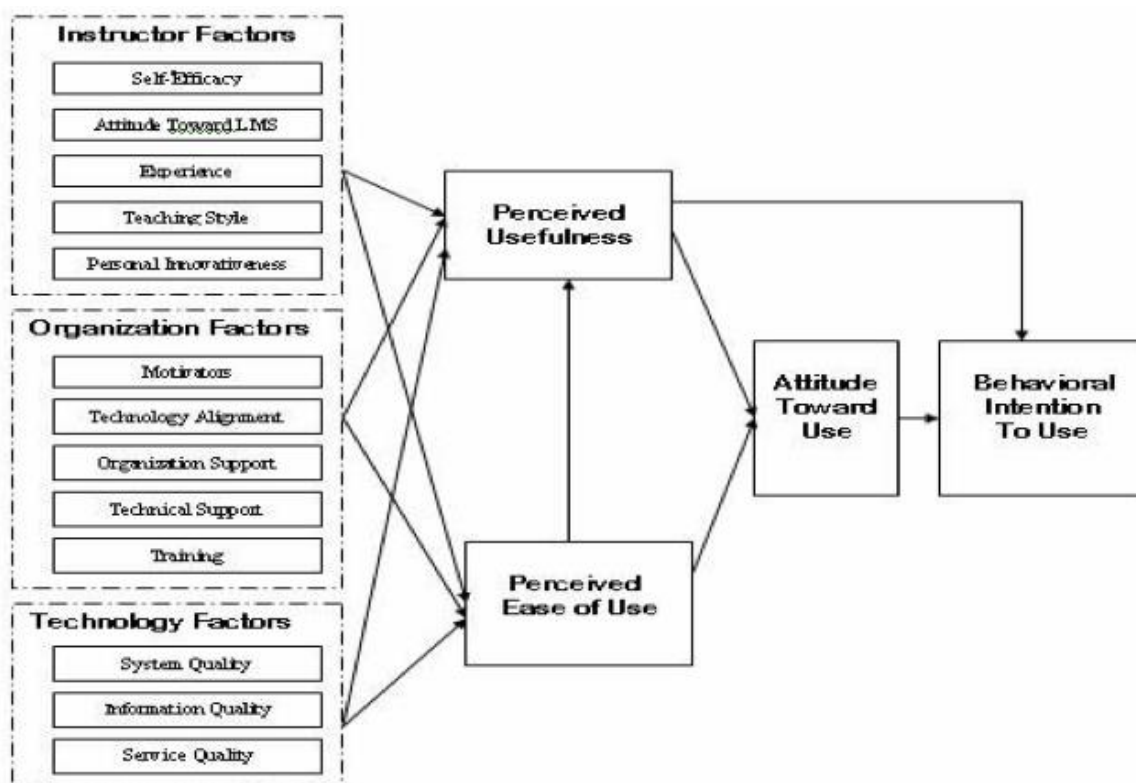 Instructor Factors
Self-Efficacy
Attitude Toward LMS
Experience
Teaching Style
Personal Innovativeness
Organization Factors
Motivators
Technology Alignment
Organization Support
Technical Support
Training
Technology Factors
System Quality
Information Quality
Service Quality
Perceived
Usefulness
Perceived
Ease of Use
Attitude
Toward
Use
Behavioral
Intention
To Use